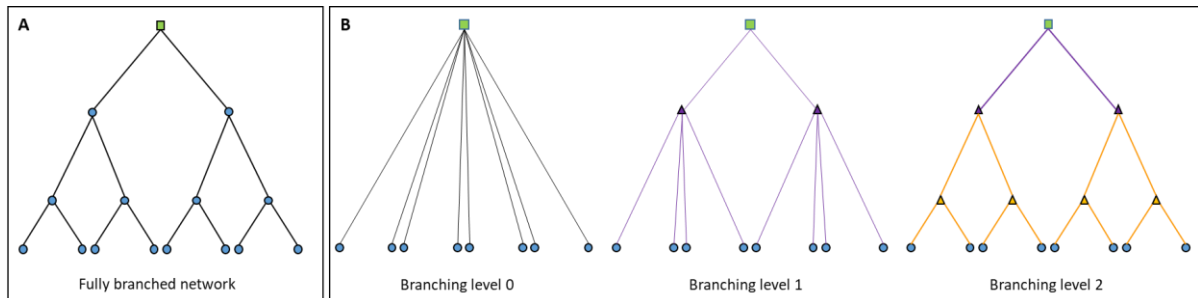 A
B
Fully branched network
Branching level 0
Branching level 1
Branching level 2